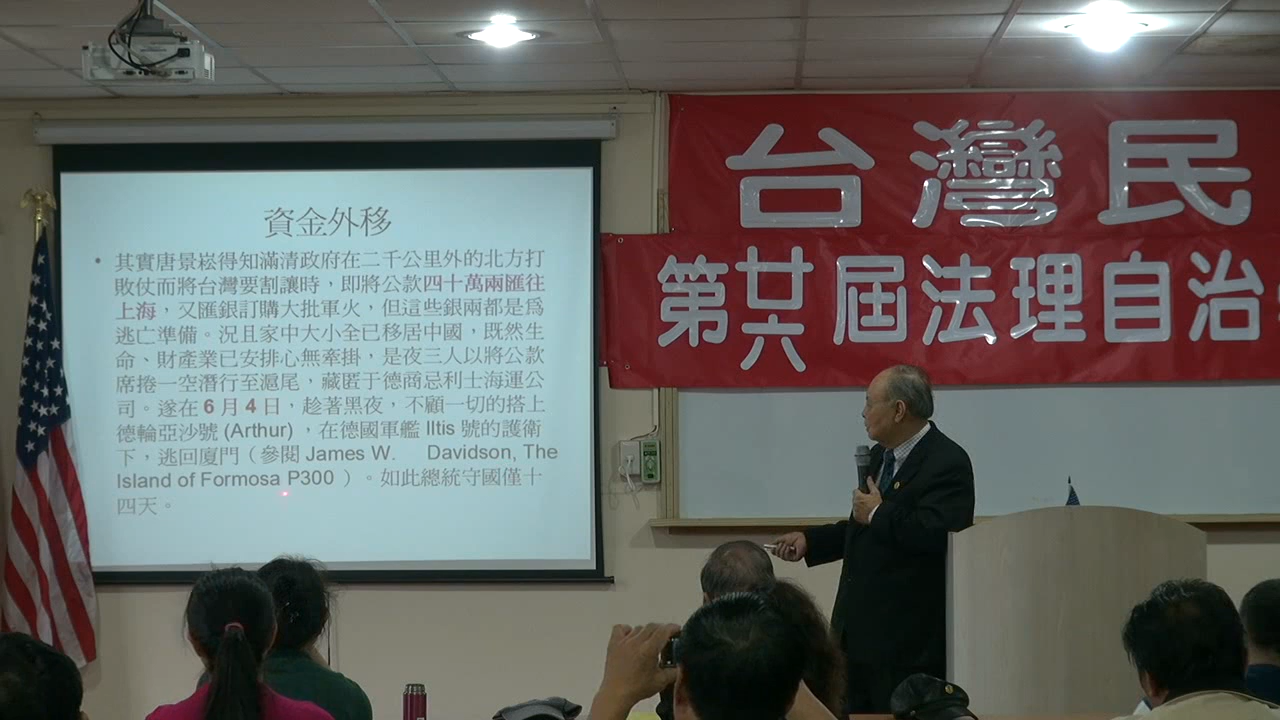 資金外移
• 其實唐景崧得知滿清政府在二千公里外的北方打
敗仗而將台灣要割讓時，即將公款四十萬兩匯往
上海，又匯銀訂購大批軍火，但這些銀兩都是爲
逃亡準備。況且家中大小全已移居中國，既然生
命、財產業已安排心無牽掛，是夜三人以將公款
席捲一空潛行至滬尾，藏匿于德商忌利士海運公
司。遂在 6 月 4 日，趁著黑夜，不顧一切的搭上
德輪亞沙號 (Arthur) ，在德國軍艦 Iltis 號的護衛
下，逃回廈門（參閱 James W. Davidson, The
Island of Formosa P300 ）。如此總統守國僅十
四天。
台灣民
第廿六屆法理自治